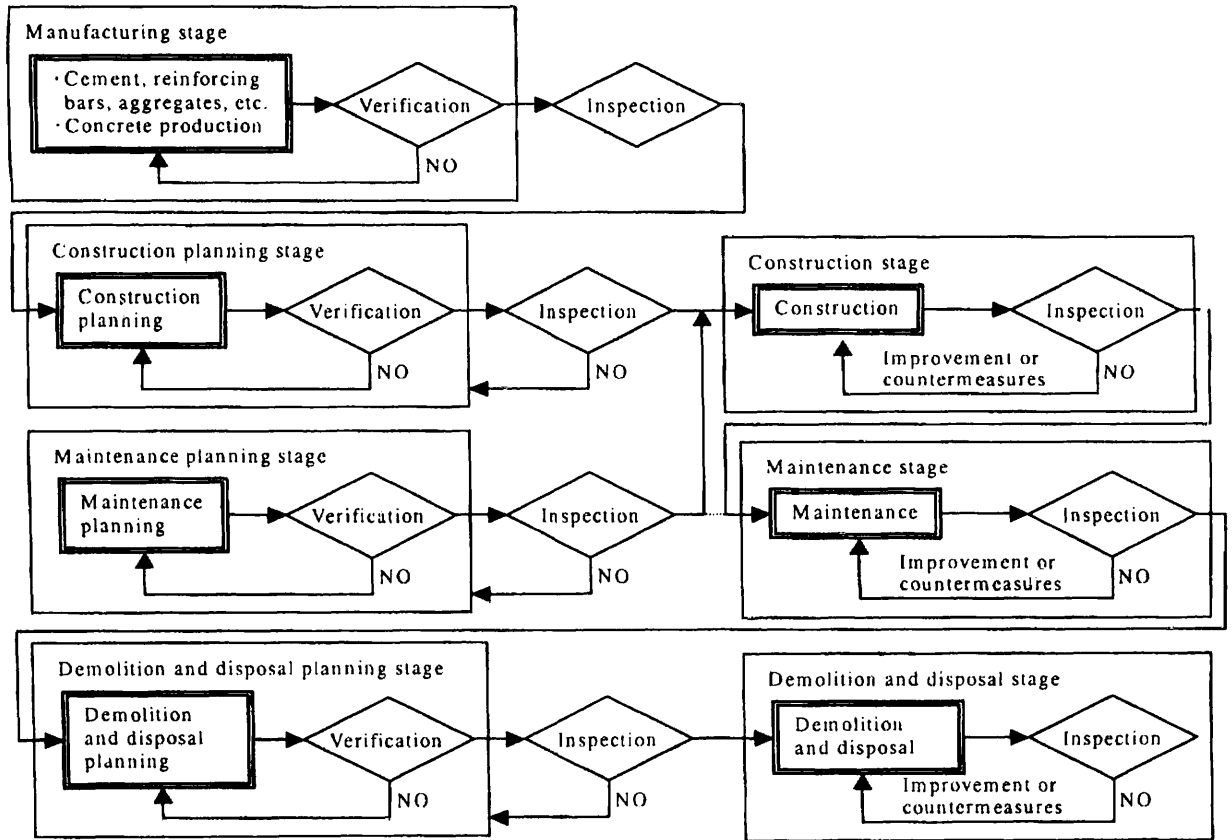 Manufacturing stage
·Cement, reinforcing
bars, aggregates, etc.
·Concrete production
Verification
Inspection
NO
Construction planning stage
Construction
planning
Verification
Inspection
NO
NO
Construction stage
Construction
Inspection
Improvement or
countermeasures
NO
Maintenance planning stage
Maintenance
planning
Verification
Inspection
NO
NO
Maintenance stage
Maintenance
Inspection
Improvement or
countermeasures
NO
Demolition and disposal planning stage
Demolition
and disposal
planning
Verification
Inspection
NO
NO
Demolition and disposal stage
Demolition
and disposal
Inspection
Improvement or
countermeasures
NO